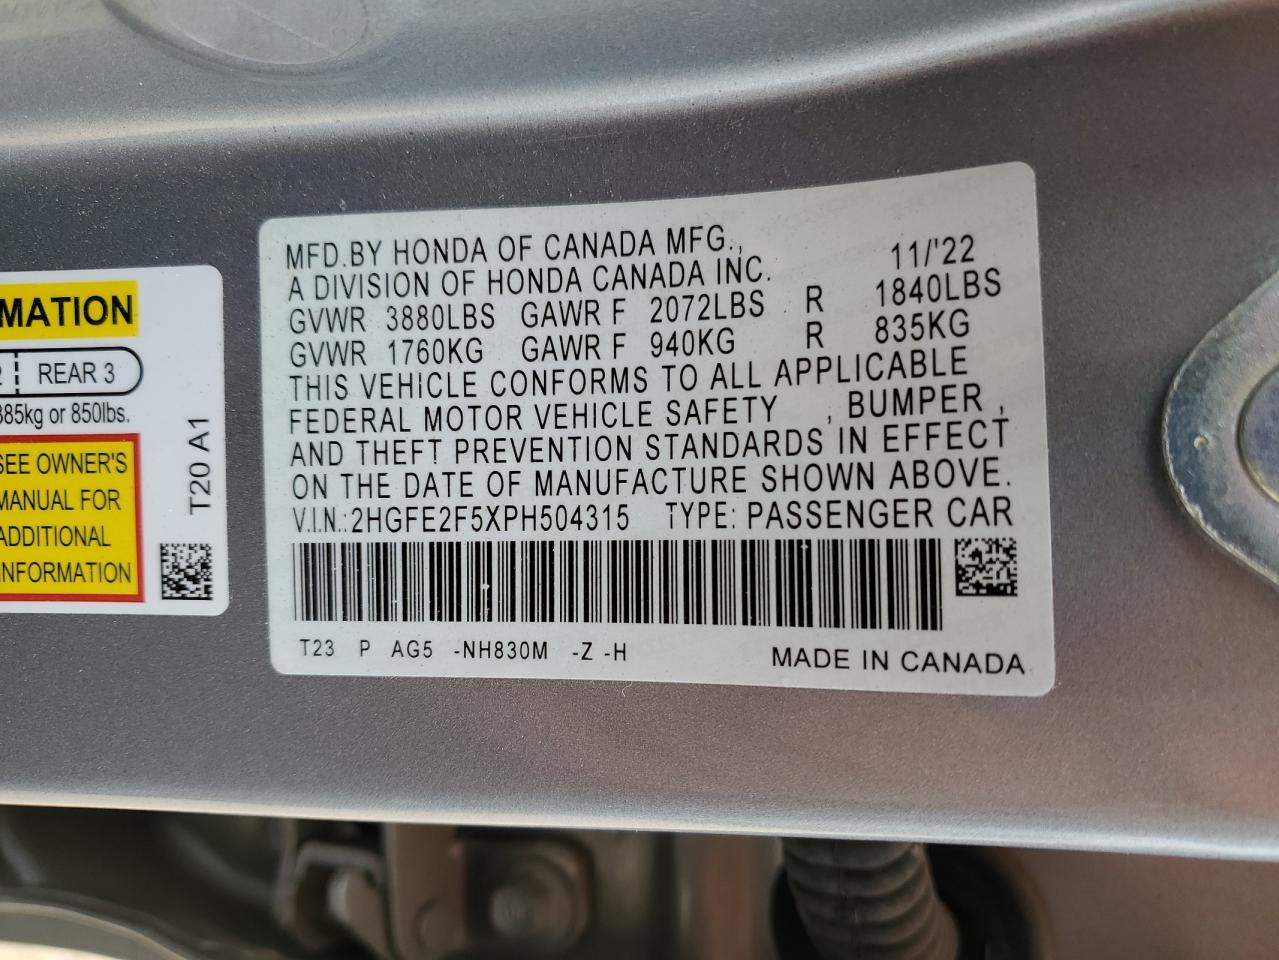 MATION
2 REAR 3
385kg or 850lbs.
SEE OWNER'S
MANUAL FOR
ADDITIONAL
INFORMATION
T20 A1
MFD.BY HONDA OF CANADA MFG., 11/'22
A DIVISION OF HONDA CANADA INC.
GVWR 3880LBS GAWR F 2072LBS R 1840LBS
GVWR 1760KG GAWR F 940KG R 835KG
THIS VEHICLE CONFORMS TO ALL APPLICABLE
FEDERAL MOTOR VEHICLE SAFETY , BUMPER ,
AND THEFT PREVENTION STANDARDS IN EFFECT
ON THE DATE OF MANUFACTURE SHOWN ABOVE.
V.I.N.:2HGFE2F5XPH504315 TYPE: PASSENGER CAR
T23 P AG5 -NH830M -Z -H
MADE IN CANADA